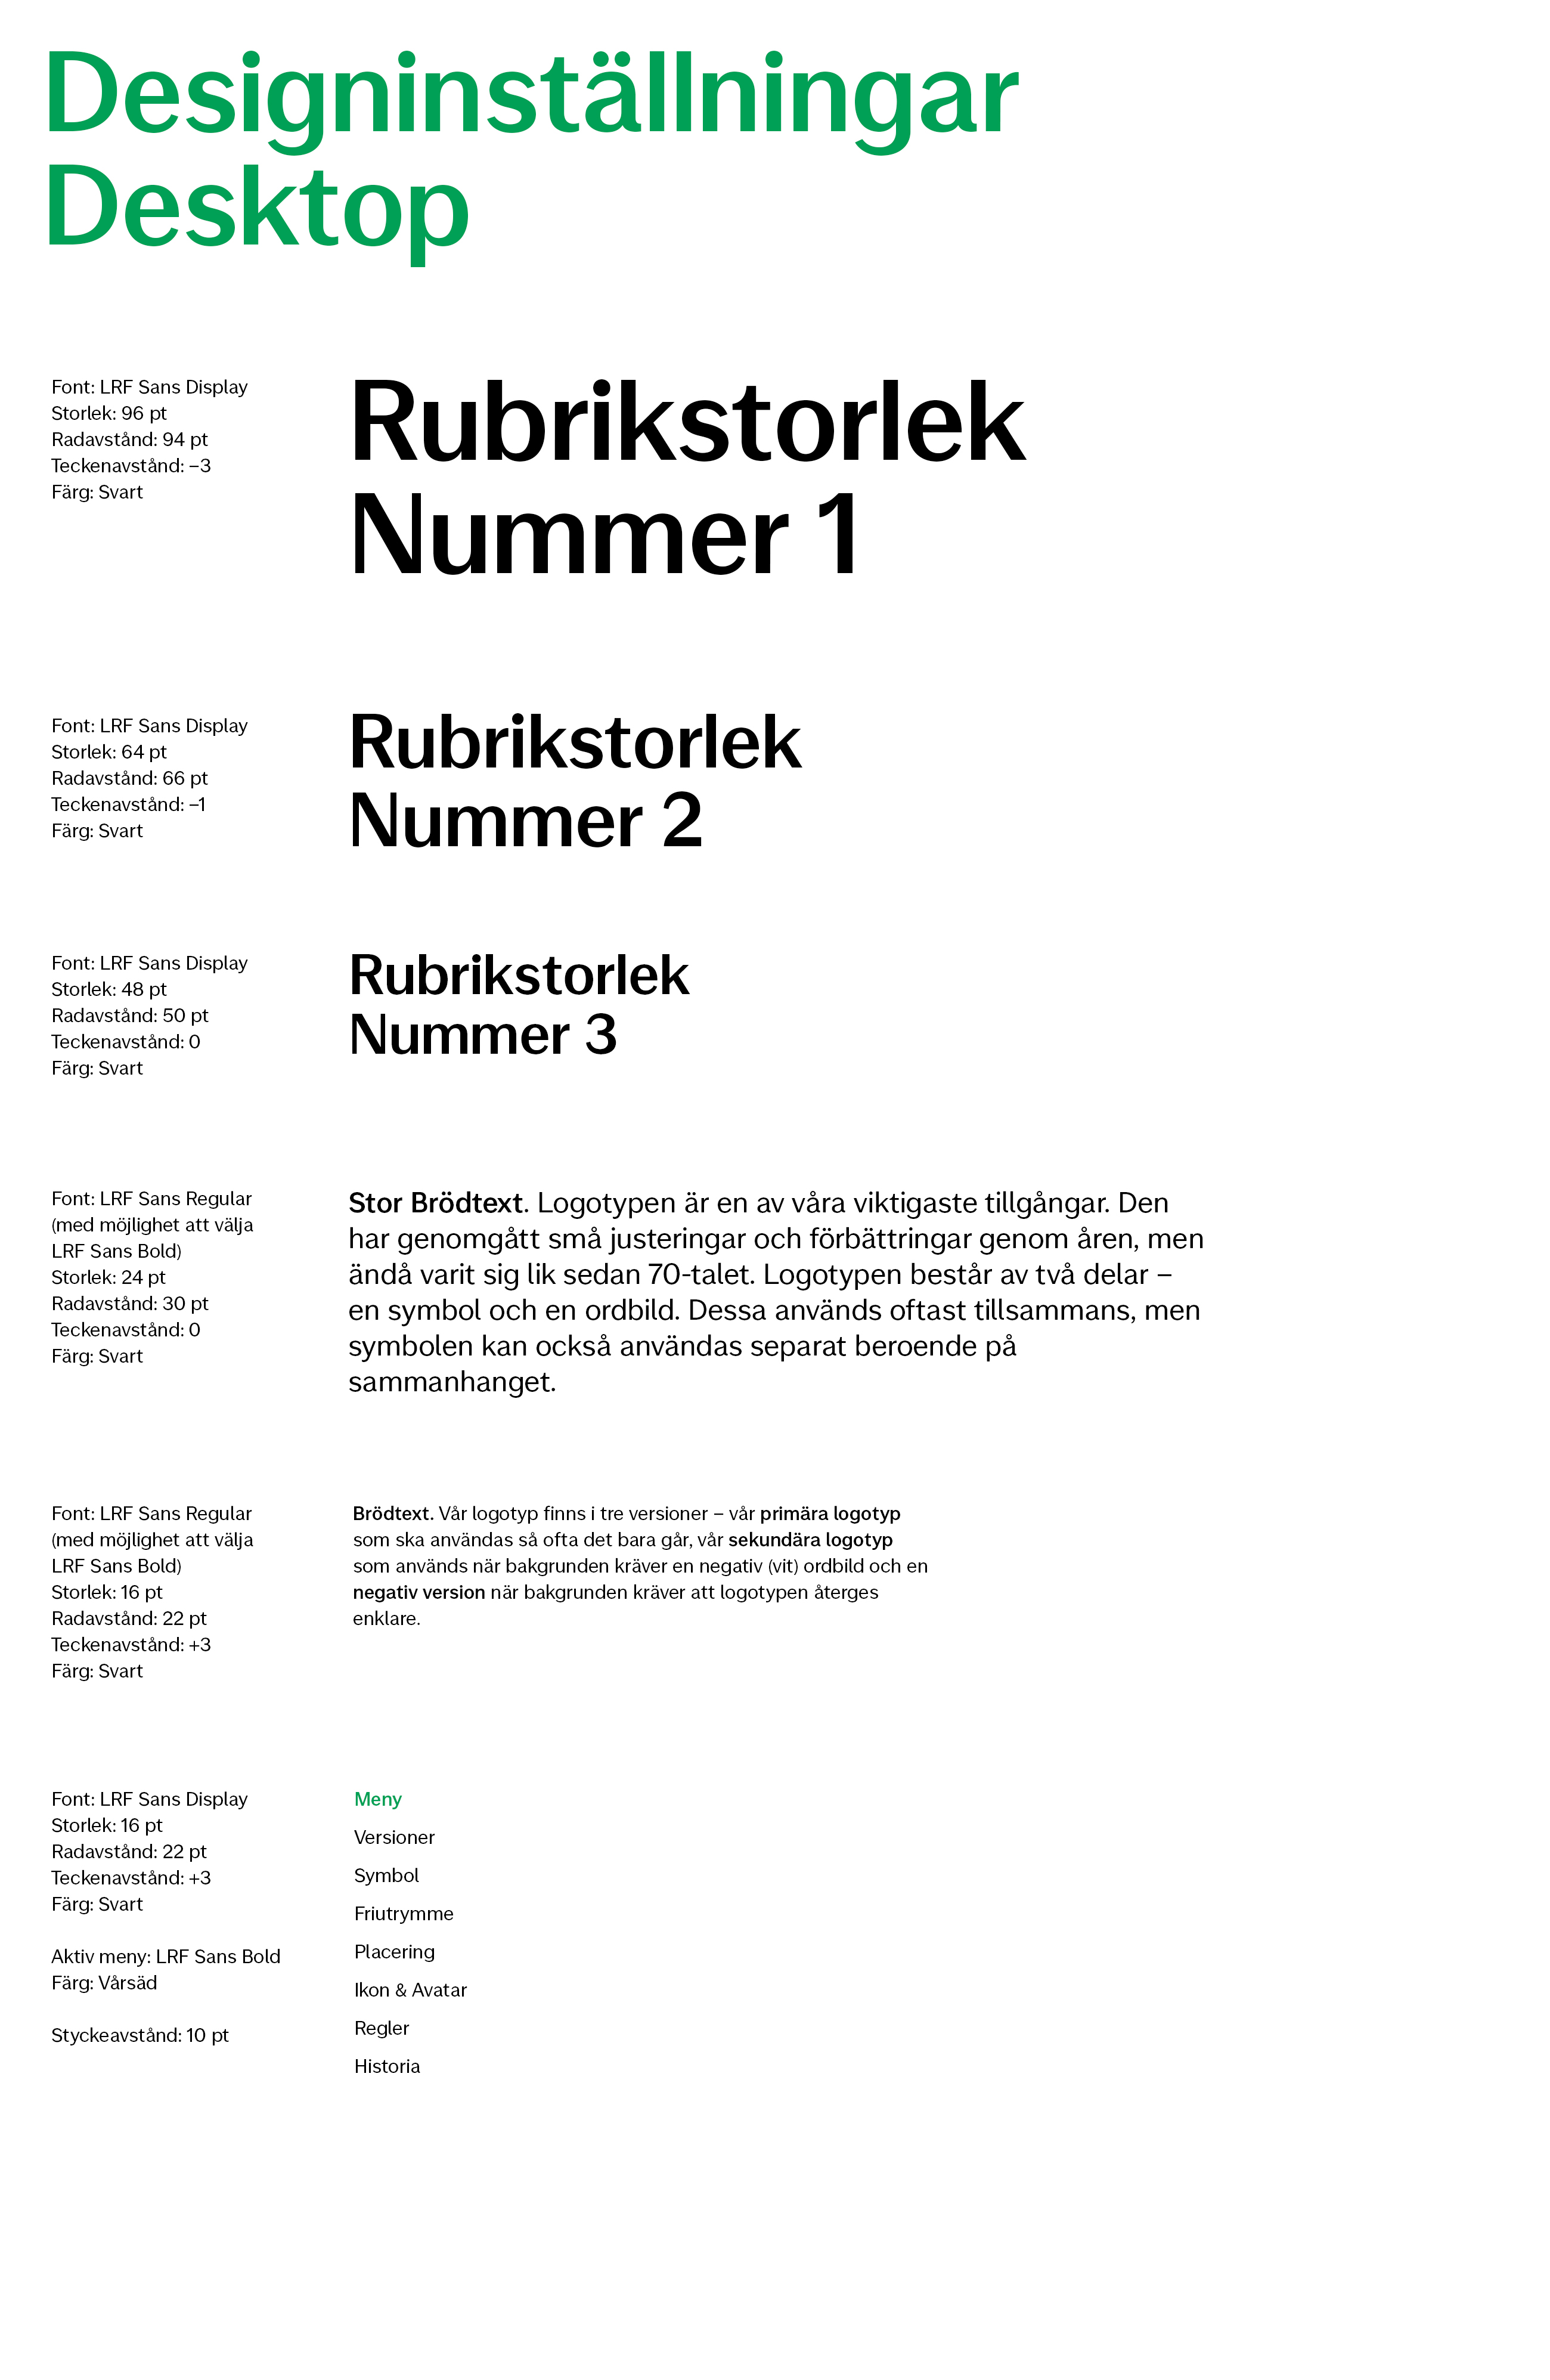 Designinställningar
Desktop
Font: LRF Sans Display
Storlek: 96 pt
Radavstånd: 94 pt
Teckenavstånd: –3
Färg: Svart
Rubrikstorlek
Nummer 1
Font: LRF Sans Display
Storlek: 64 pt
Radavstånd: 66 pt
Teckenavstånd: –1
Färg: Svart
Rubrikstorlek
Nummer 2
Font: LRF Sans Display
Storlek: 48 pt
Radavstånd: 50 pt
Teckenavstånd: 0
Färg: Svart
Rubrikstorlek
Nummer 3
Font: LRF Sans Regular
(med möjlighet att välja
LRF Sans Bold)
Storlek: 24 pt
Radavstånd: 30 pt
Teckenavstånd: 0
Färg: Svart
Stor Brödtext. Logotypen är en av våra viktigaste tillgångar. Den
har genomgått små justeringar och förbättringar genom åren, men
ändå varit sig lik sedan 70-talet. Logotypen består av två delar –
en symbol och en ordbild. Dessa används oftast tillsammans, men
symbolen kan också användas separat beroende på
sammanhanget.
Font: LRF Sans Regular
(med möjlighet att välja
LRF Sans Bold)
Storlek: 16 pt
Radavstånd: 22 pt
Teckenavstånd: +3
Färg: Svart
Brödtext. Vår logotyp finns i tre versioner – vår primära logotyp
som ska användas så ofta det bara går, vår sekundära logotyp
som används när bakgrunden kräver en negativ (vit) ordbild och en
negativ version när bakgrunden kräver att logotypen återges
enklare.
Font: LRF Sans Display
Storlek: 16 pt
Radavstånd: 22 pt
Teckenavstånd: +3
Färg: Svart
Aktiv meny: LRF Sans Bold
Färg: Vårsäd
Styckeavstånd: 10 pt
Meny
Versioner
Symbol
Friutrymme
Placering
Ikon & Avatar
Regler
Historia